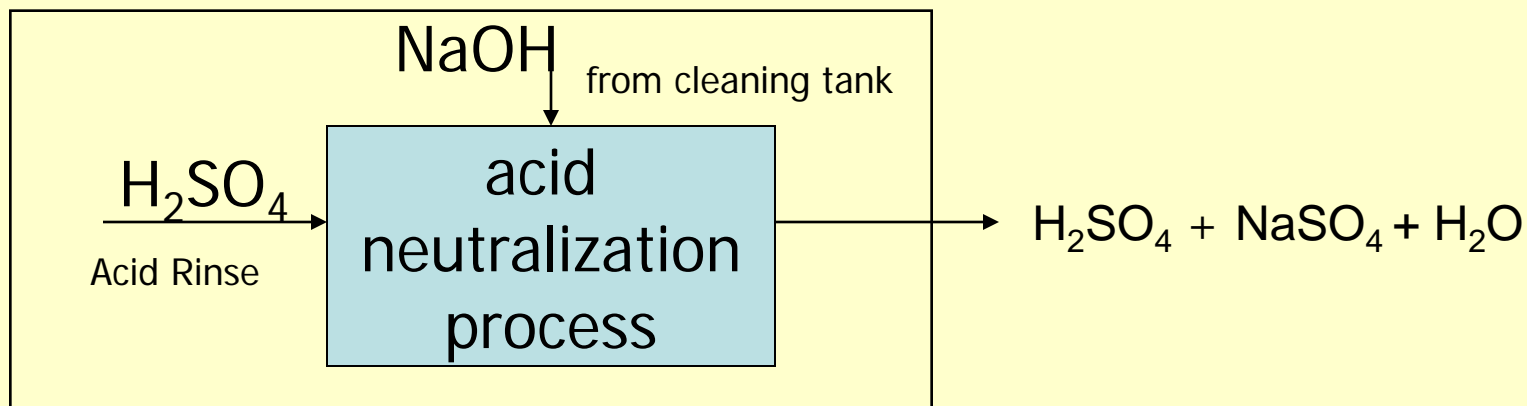 NaOH
from cleaning tank
H₂SO₄
Acid Rinse
acid
neutralization
process
H₂SO₄ + NaSO₄ + H₂O